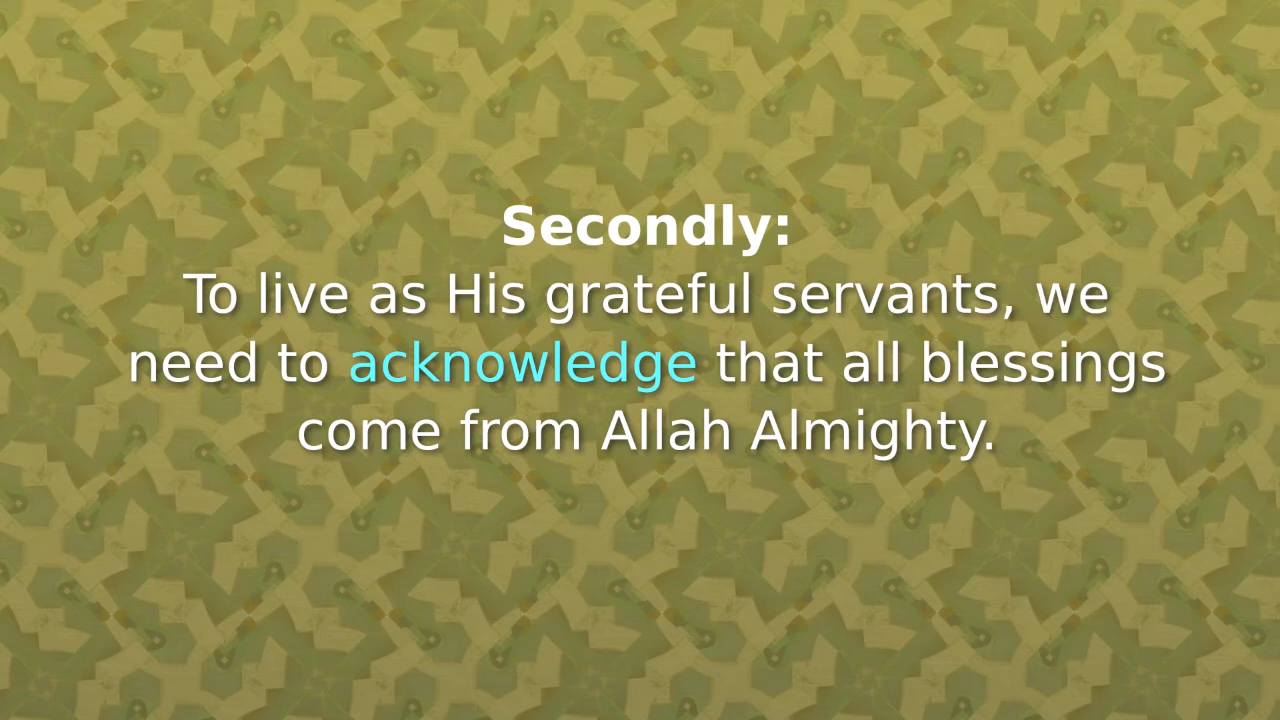 Secondly:
To live as His grateful servants, we
need to acknowledge that all blessings
come from Allah Almighty.